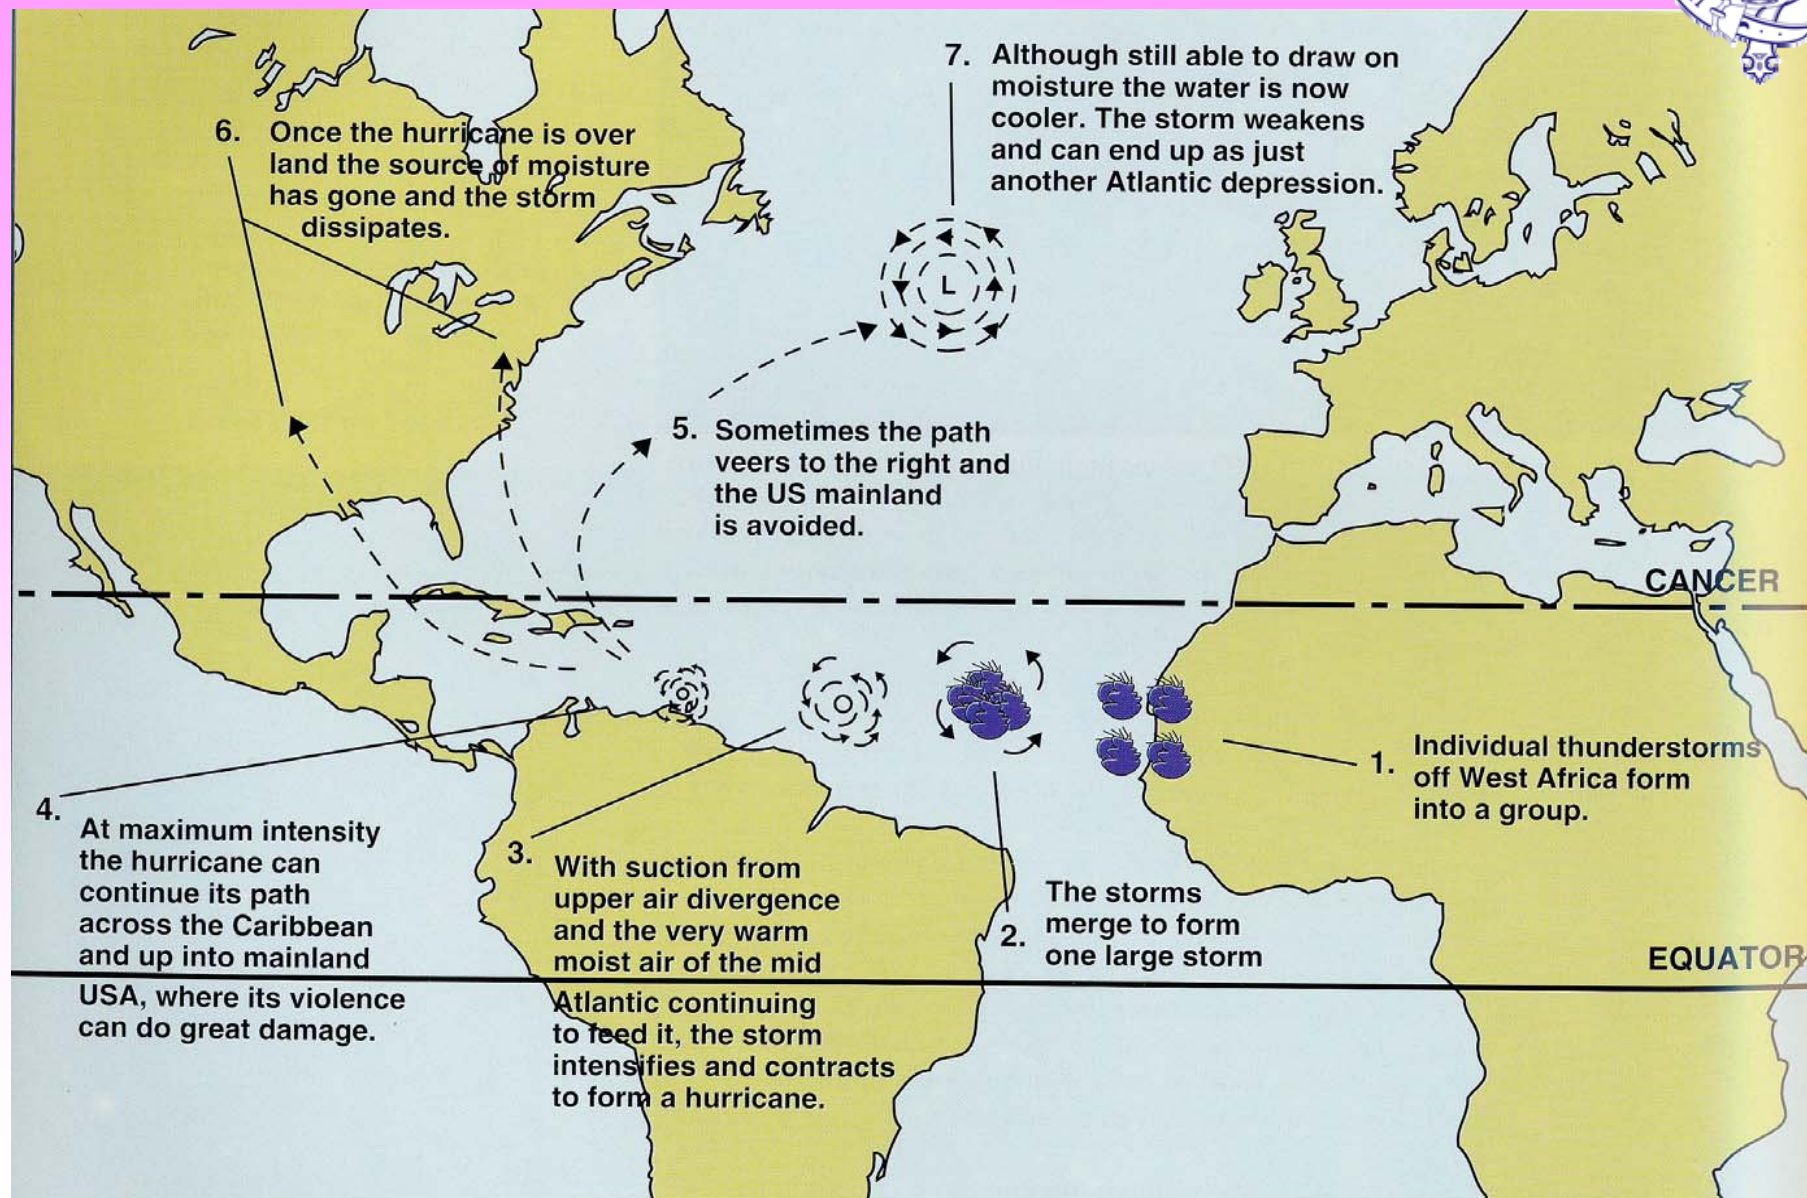 7. Although still able to draw on
moisture the water is now
cooler. The storm weakens
and can end up as just
another Atlantic depression.
6. Once the hurricane is over
land the source of moisture
has gone and the storm
dissipates.
L
5. Sometimes the path
veers to the right and
the US mainland
is avoided.
CANCER
1. Individual thunderstorms
off West Africa form
into a group.
4. At maximum intensity
the hurricane can
continue its path
across the Caribbean
and up into mainland
USA, where its violence
can do great damage.
3. With suction from
upper air divergence
and the very warm
moist air of the mid
Atlantic continuing
to feed it, the storm
intensifies and contracts
to form a hurricane.
2. The storms
merge to form
one large storm
EQUATOR